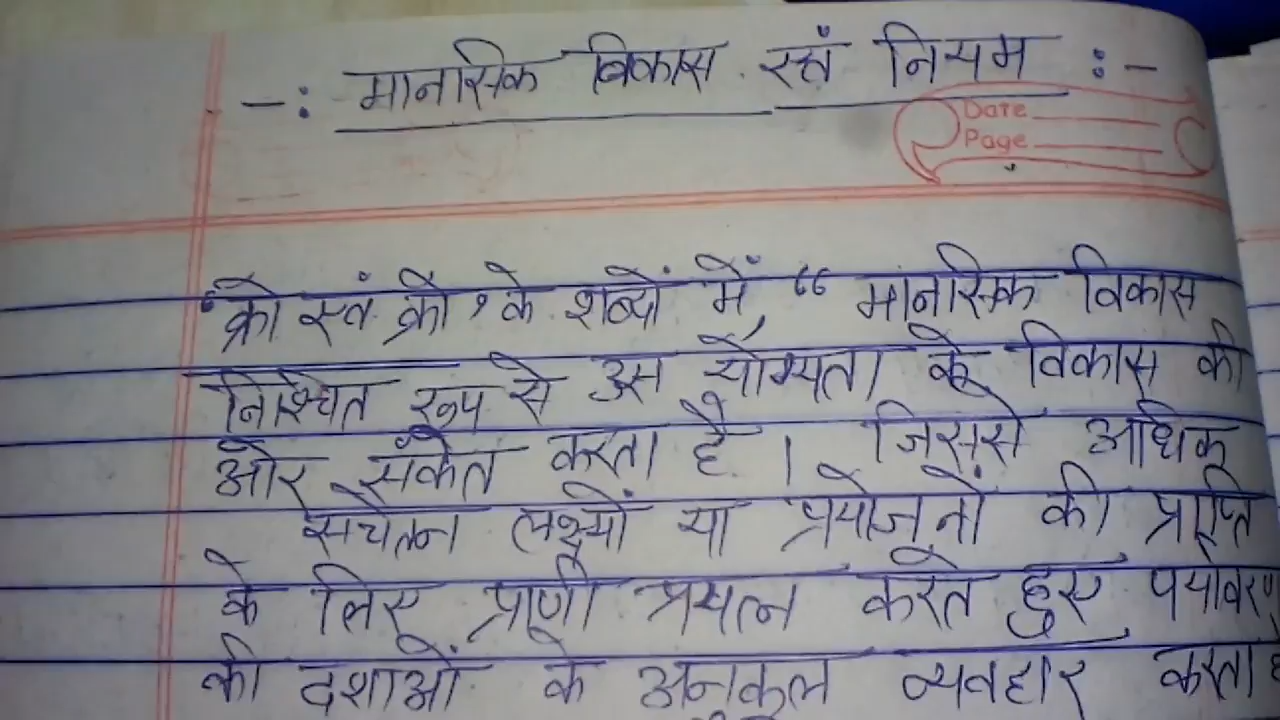 -: मानसिक विकास एवं नियम :-
Date
Page
'क्रो एवं क्रो' के शब्दों में, “ मानसिक विकास
निश्चित रूप से उस योग्यता के विकास की
ओर संकेत करता है । जिससे अधिक
सचेतन लक्ष्यों या प्रयोजनों की प्राप्ति
के लिए प्राणी प्रयत्न करते हुए पर्यावरण
की दशाओं के अनुकूल व्यवहार करता